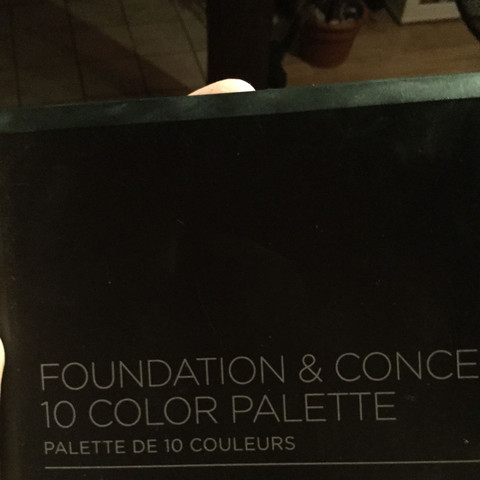 FOUNDATION & CONCE
10 COLOR PALETTE
PALETTE DE 10 COULEURS